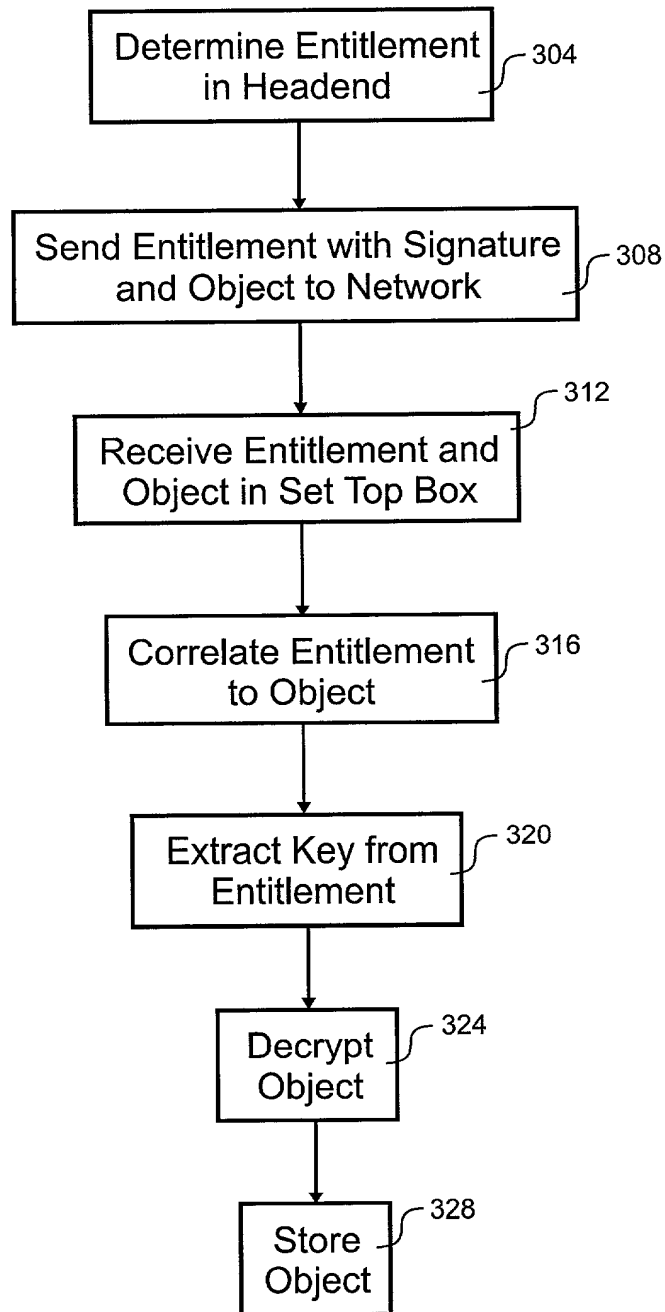 Determine Entitlement
in Headend
304
Send Entitlement with Signature
and Object to Network
308
312
Receive Entitlement and
Object in Set Top Box
Correlate Entitlement
to Object
316
Extract Key from
Entitlement
320
324
Decrypt
Object
328
Store
Object